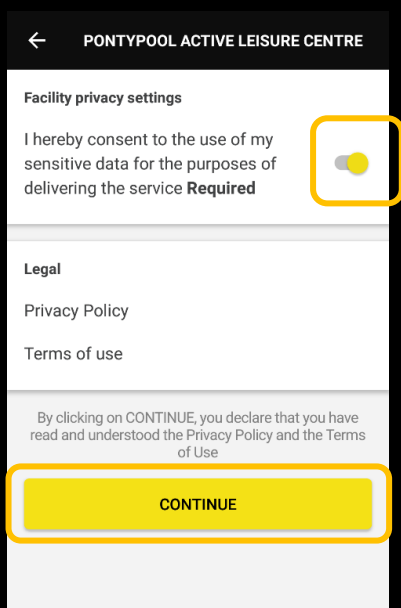 PONTYPOOL ACTIVE LEISURE CENTRE
Facility privacy settings
I hereby consent to the use of my
sensitive data for the purposes of
delivering the service Required
Legal
Privacy Policy
Terms of use
By clicking on CONTINUE, you declare that you have
read and understood the Privacy Policy and the Terms
of Use
CONTINUE